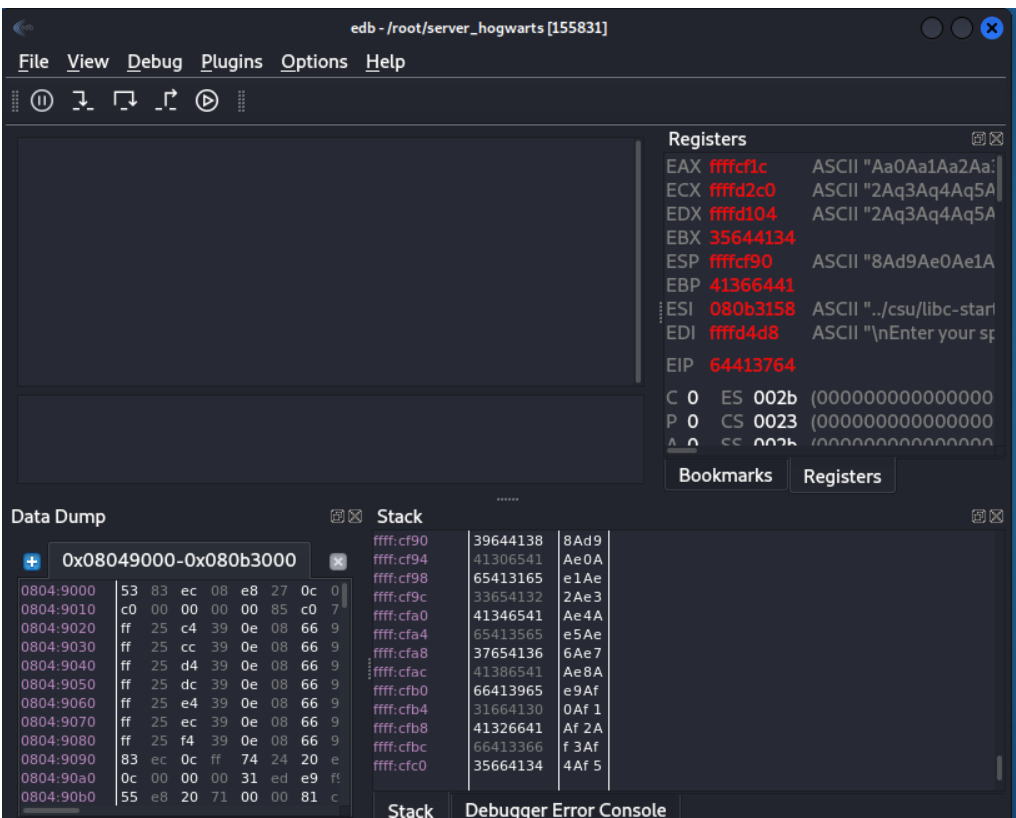 edb - /root/server_hogwarts [155831]
File View Debug Plugins Options Help
Registers
EAX ffffcf1c ASCII "Aa0Aa1Aa2Aa
ECX ffffd2c0 ASCII "2Aq3Aq4Aq5A
EDX ffffd104 ASCII "2Aq3Aq4Aq5A
EBX 35644134
ESP ffffcf90 ASCII "8Ad9Ae0Ae1A
EBP 41366441
ESI 080b3158 ASCII "../csu/libc-start
EDI ffffd4d8 ASCII "\nEnter your sp
EIP 64413764
C 0 ES 002b (000000000000000
P 0 CS 0023 (000000000000000
A 0 SS 002b (000000000000000
Bookmarks Registers
Data Dump
0x08049000-0x080b3000
0804:9000 53 83 ec 08 e8 27 0c 0
0804:9010 c0 00 00 00 00 85 c0 7
0804:9020 ff 25 c4 39 0e 08 66 9
0804:9030 ff 25 cc 39 0e 08 66 9
0804:9040 ff 25 d4 39 0e 08 66 9
0804:9050 ff 25 dc 39 0e 08 66 9
0804:9060 ff 25 e4 39 0e 08 66 9
0804:9070 ff 25 ec 39 0e 08 66 9
0804:9080 ff 25 f4 39 0e 08 66 9
0804:9090 83 ec 0c ff 74 24 20 e
0804:90a0 0c 00 00 00 31 ed e9 f
0804:90b0 55 e8 20 71 00 00 81 c
Stack
ffff:cf90 39644138 8Ad9
ffff:cf94 41306541 Ae0A
ffff:cf98 65413165 e1Ae
ffff:cf9c 33654132 2Ae3
ffff:cfa0 41346541 Ae4A
ffff:cfa4 65413565 e5Ae
ffff:cfa8 37654136 6Ae7
ffff:cfac 41386541 Ae8A
ffff:cfb0 66413965 e9Af
ffff:cfb4 31664130 0Af1
ffff:cfb8 41326641 Af2A
ffff:cfbc 66413366 f3Af
ffff:cfc0 35664134 4Af5
Stack Debugger Error Console